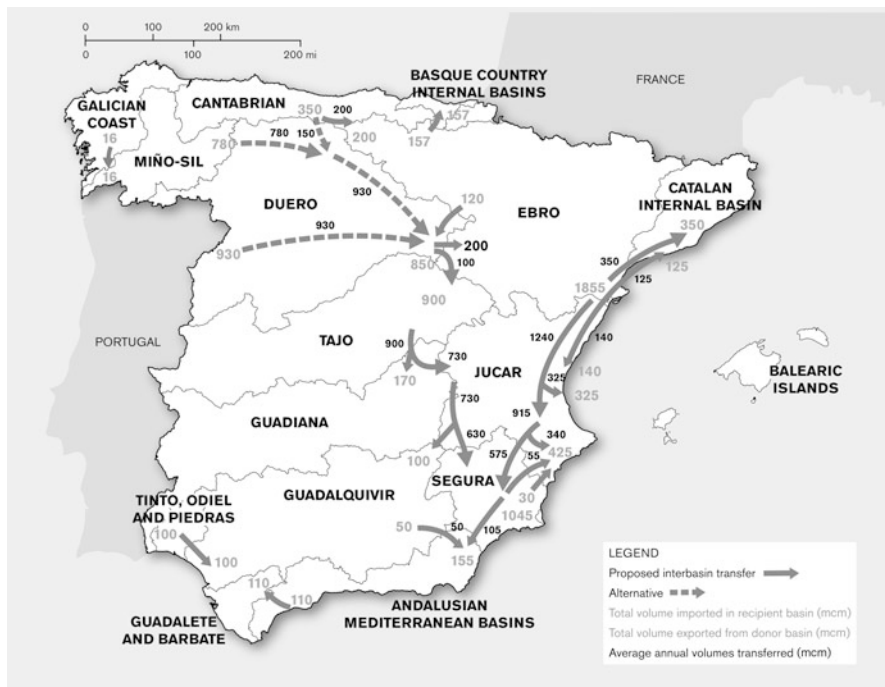 0 100 200 km
0 100 200 mi
BASQUE COUNTRY
INTERNAL BASINS
FRANCE
GALICIAN
COAST
CANTABRIAN
350
200
157
16
780
780
150
200
157
MIÑO-SIL
16
930
CATALAN
INTERNAL BASIN
DUERO
120
EBRO
350
930
200
930
850
100
350
125
125
900
1855
PORTUGAL
TAJO
900
1240
140
730
JUCAR
BALEARIC
ISLANDS
170
325
140
325
730
915
GUADIANA
630
340
100
575
55
425
SEGURA
TINTO, ODIEL
AND PIEDRAS
GUADALQUIVIR
30
1045
100
50
50
105
100
155
110
110
GUADALETE
AND BARBATE
ANDALUSIAN
MEDITERRANEAN BASINS
LEGEND
Proposed interbasin transfer
Alternative
Total volume imported in recipient basin (mcm)
Total volume exported from donor basin (mcm)
Average annual volumes transferred (mcm)